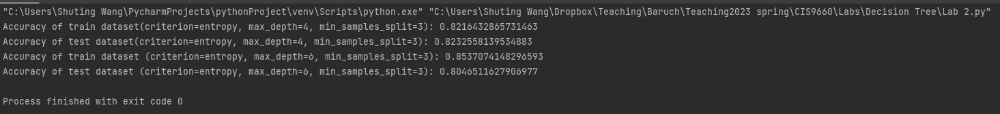 "C:\Users\Shuting Wang\PycharmProjects\pythonProject\venv\Scripts\python.exe" "C:\Users\Shuting Wang\Dropbox\Teaching\Baruch\Teaching2023 spring\CIS9660\Labs\Decision Tree\Lab 2.py"
Accuracy of train dataset(criterion=entropy, max_depth=4, min_samples_split=3): 0.8216432865731463
Accuracy of test dataset(criterion=entropy, max_depth=4, min_samples_split=3): 0.8232558139534883
Accuracy of train dataset (criterion=entropy, max_depth=6, min_samples_split=3): 0.8537074148296593
Accuracy of test dataset (criterion=entropy, max_depth=6, min_samples_split=3): 0.8046511627906977
Process finished with exit code 0